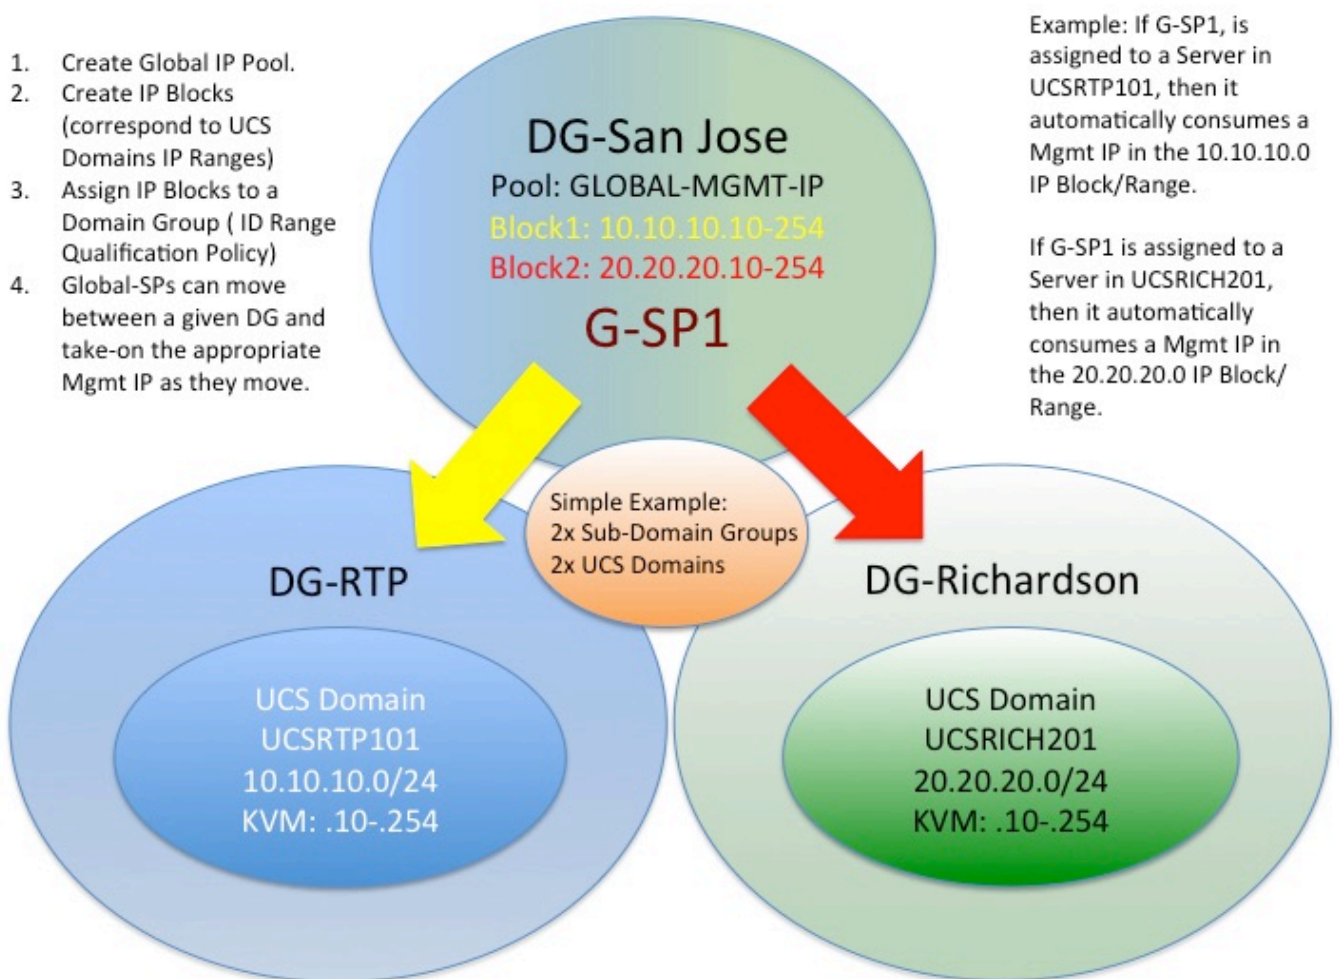 1. Create Global IP Pool.
2. Create IP Blocks
(correspond to UCS
Domains IP Ranges)
3. Assign IP Blocks to a
Domain Group ( ID Range
Qualification Policy)
4. Global-SPs can move
between a given DG and
take-on the appropriate
Mgmt IP as they move.
DG-San Jose
Pool: GLOBAL-MGMT-IP
Block1: 10.10.10.10-254
Block2: 20.20.20.10-254
G-SP1
Example: If G-SP1, is
assigned to a Server in
UCSRTP101, then it
automatically consumes a
Mgmt IP in the 10.10.10.0
IP Block/Range.
If G-SP1 is assigned to a
Server in UCSRICH201,
then it automatically
consumes a Mgmt IP in
the 20.20.20.0 IP Block/
Range.
Simple Example:
2x Sub-Domain Groups
2x UCS Domains
DG-RTP
UCS Domain
UCSRTP101
10.10.10.0/24
KVM: .10-.254
DG-Richardson
UCS Domain
UCSRICH201
20.20.20.0/24
KVM: .10-.254